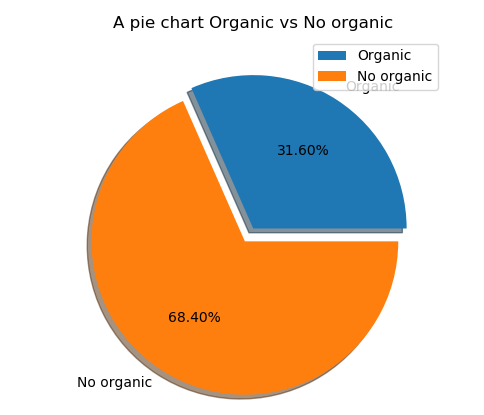 A pie chart Organic vs No organic
Organic
No organic
Organic
31.60%
68.40%
No organic